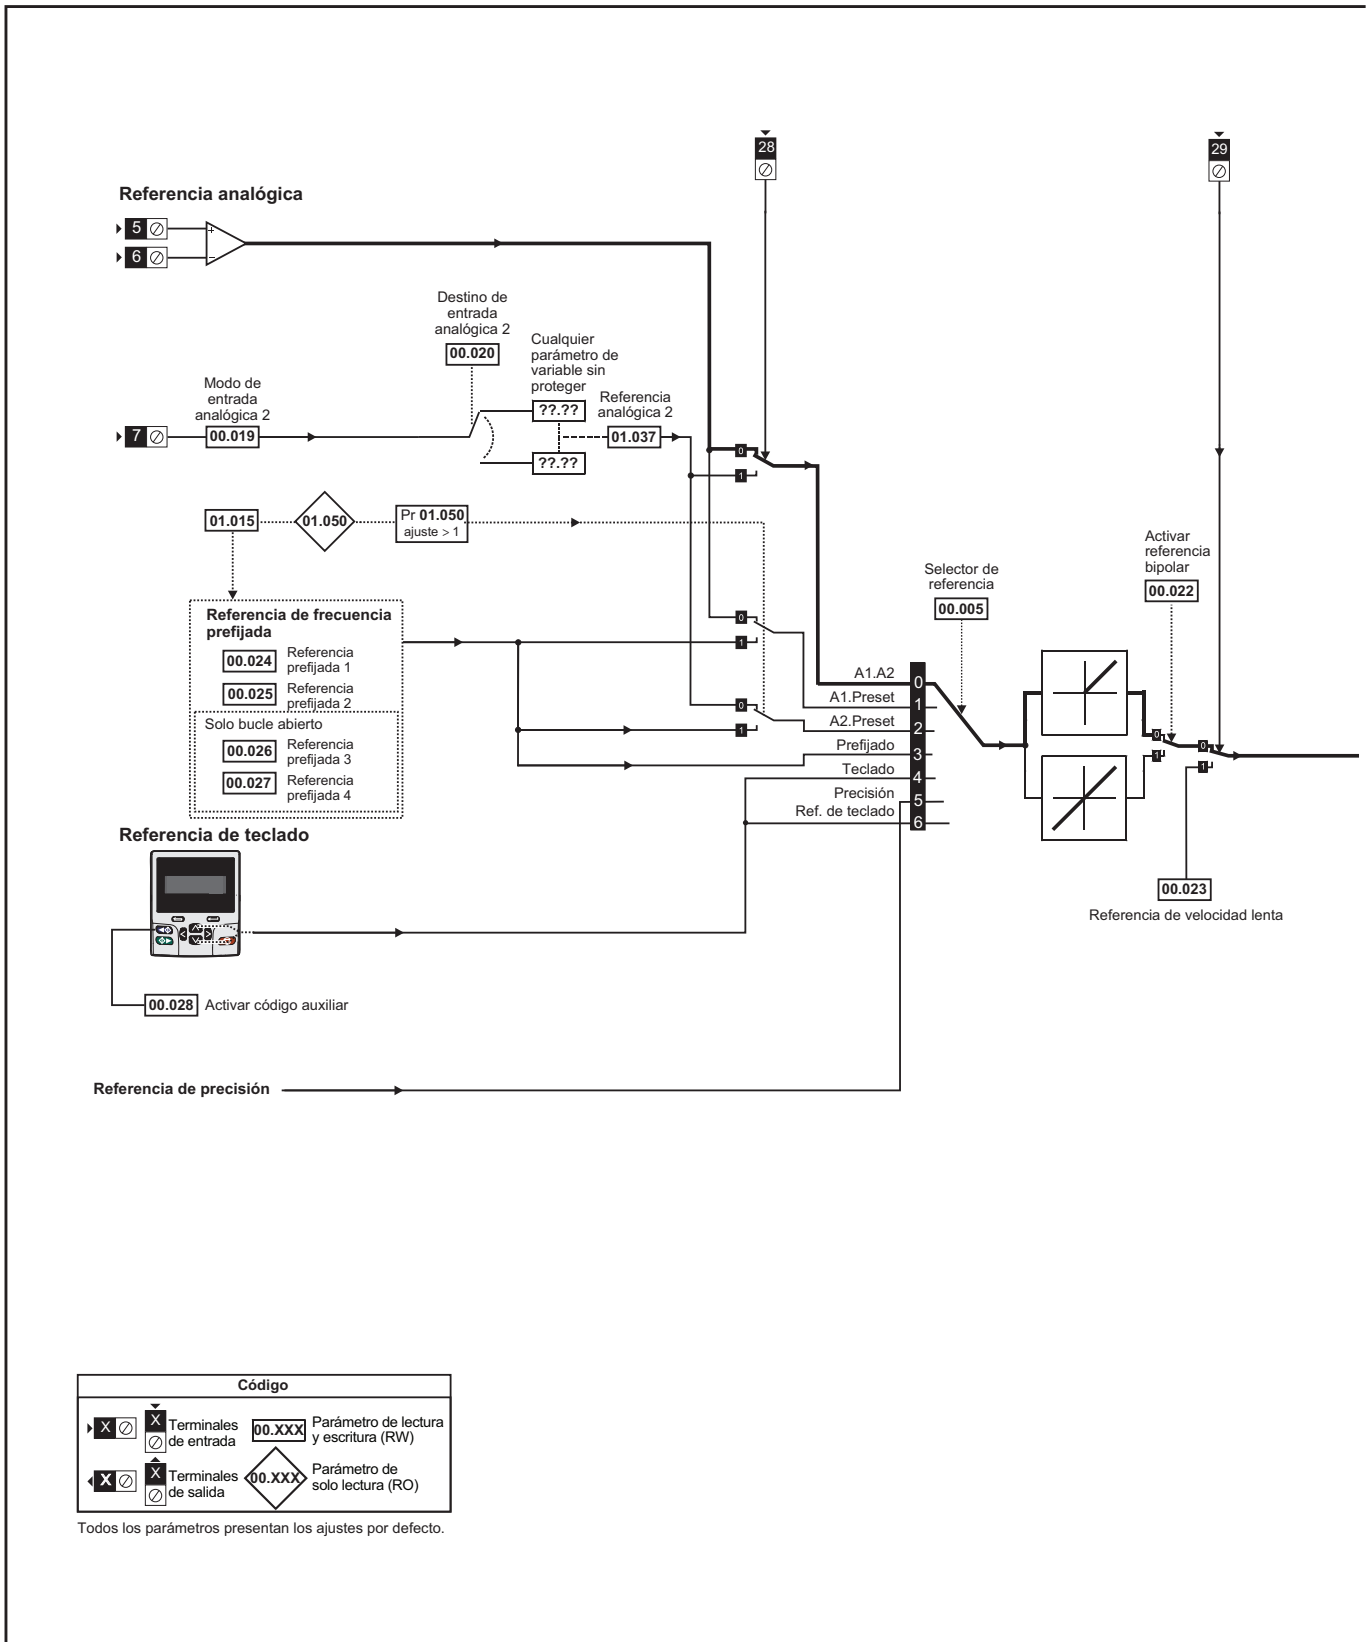 28
29
Referencia analógica
5
6
+
−
Destino de
entrada
analógica 2
00.020
Cualquier
parámetro de
variable sin
proteger
??.??
??.??
Modo de
entrada
analógica 2
7
00.019
Referencia
analógica 2
01.037
0
1
01.015
01.050
Pr 01.050
ajuste > 1
Referencia de frecuencia
prefijada
00.024
Referencia
prefijada 1
00.025
Referencia
prefijada 2
Solo bucle abierto
00.026
Referencia
prefijada 3
00.027
Referencia
prefijada 4
0
1
0
1
A1.A2
0
A1.Preset
1
A2.Preset
2
Prefijado
3
Teclado
4
Precisión
5
Ref. de teclado
6
Selector de
referencia
00.005
Activar
referencia
bipolar
00.022
0
1
0
1
00.023
Referencia de velocidad lenta
Referencia de teclado
00.028
Activar código auxiliar
Referencia de precisión
Código
X
X
Terminales
de entrada
00.XXX
Parámetro de lectura
y escritura (RW)
X
X
Terminales
de salida
00.XXX
Parámetro de
solo lectura (RO)
Todos los parámetros presentan los ajustes por defecto.